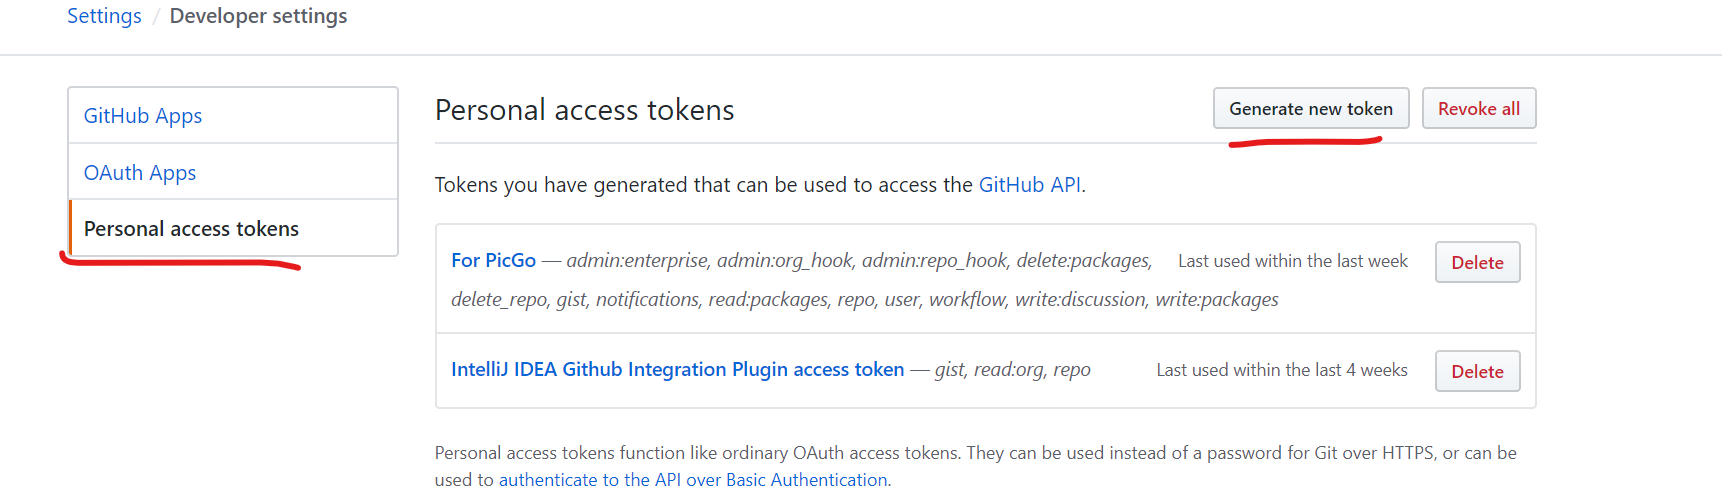 Settings / Developer settings
GitHub Apps
OAuth Apps
Personal access tokens
Personal access tokens
Generate new token
Revoke all
Tokens you have generated that can be used to access the GitHub API.
For PicGo — admin:enterprise, admin:org_hook, admin:repo_hook, delete:packages,
delete_repo, gist, notifications, read:packages, repo, user, workflow, write:discussion, write:packages
Last used within the last week
Delete
IntelliJ IDEA Github Integration Plugin access token — gist, read:org, repo
Last used within the last 4 weeks
Delete
Personal access tokens function like ordinary OAuth access tokens. They can be used instead of a password for Git over HTTPS, or can be
used to authenticate to the API over Basic Authentication.